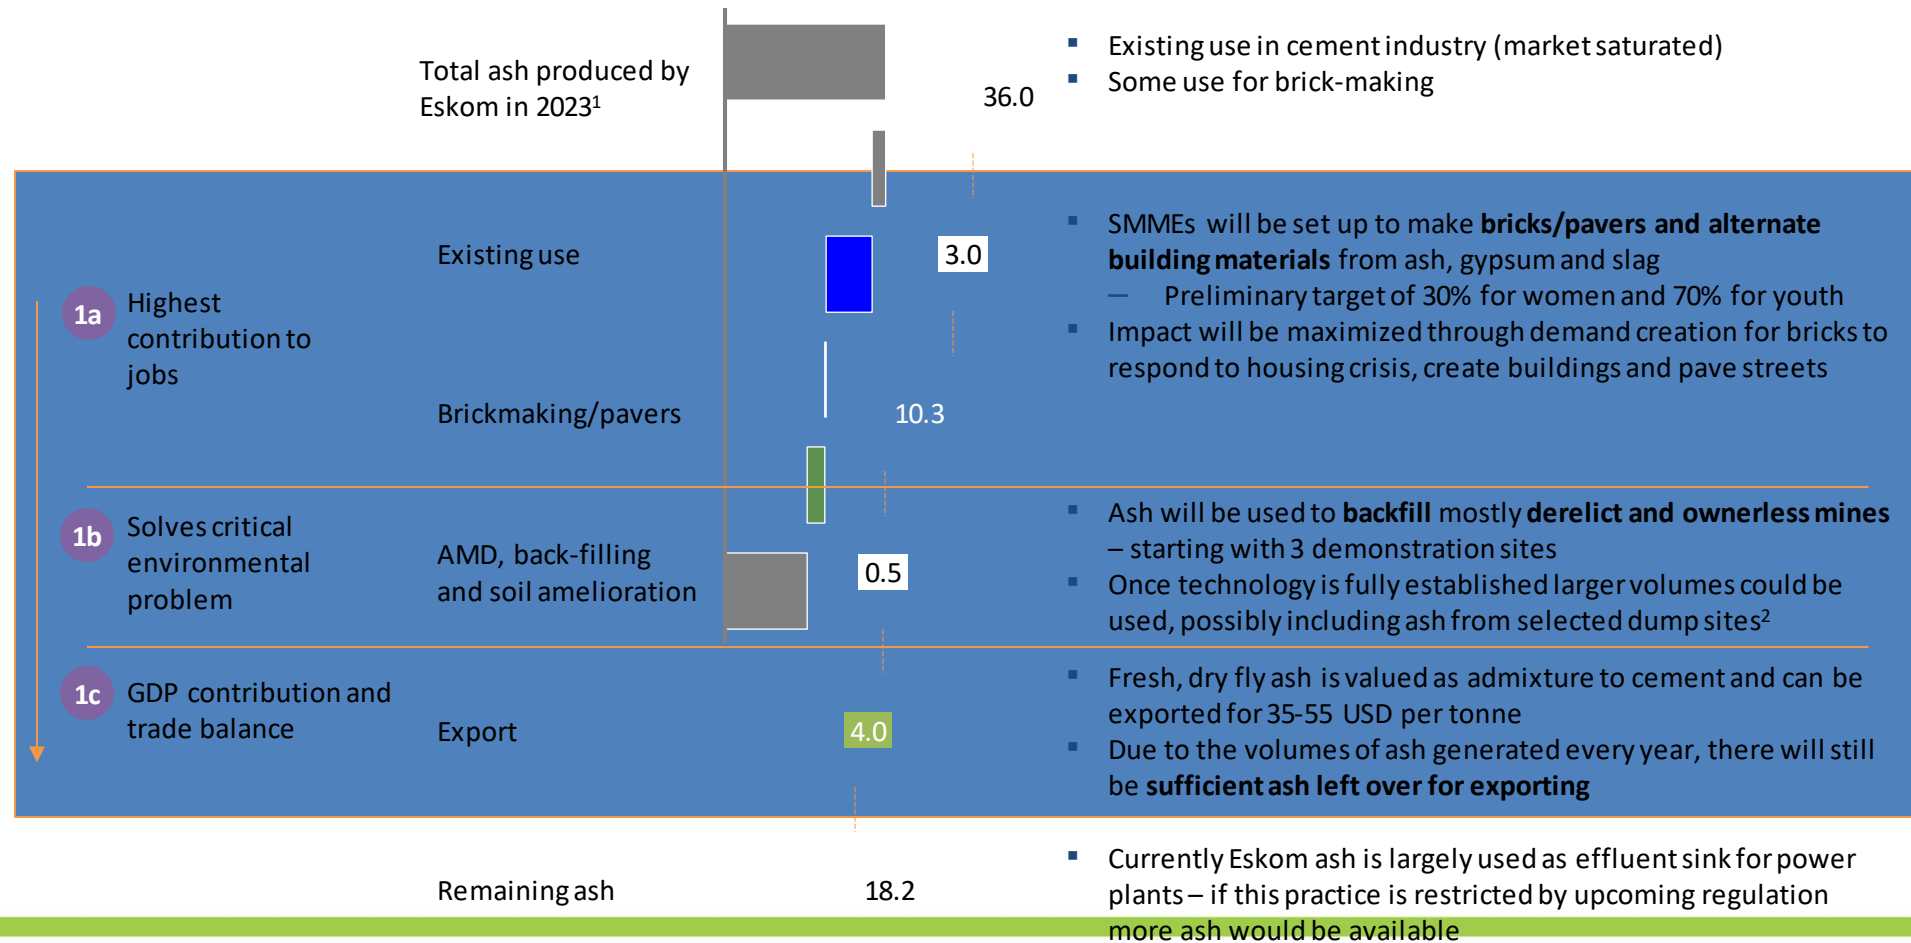 Total ash produced by
Eskom in 2023¹
36.0
▪ Existing use in cement industry (market saturated)
▪ Some use for brick-making
1a
Highest
contribution to
jobs
Existing use
3.0
Brickmaking/pavers
10.3
▪ SMMEs will be set up to make bricks/pavers and alternate
building materials from ash, gypsum and slag
— Preliminary target of 30% for women and 70% for youth
▪ Impact will be maximized through demand creation for bricks to
respond to housing crisis, create buildings and pave streets
1b
Solves critical
environmental
problem
AMD, back-filling
and soil amelioration
0.5
▪ Ash will be used to backfill mostly derelict and ownerless mines
– starting with 3 demonstration sites
▪ Once technology is fully established larger volumes could be
used, possibly including ash from selected dump sites²
1c
GDP contribution and
trade balance
Export
4.0
▪ Fresh, dry fly ash is valued as admixture to cement and can be
exported for 35-55 USD per tonne
▪ Due to the volumes of ash generated every year, there will still
be sufficient ash left over for exporting
Remaining ash
18.2
▪ Currently Eskom ash is largely used as effluent sink for power
plants – if this practice is restricted by upcoming regulation
more ash would be available